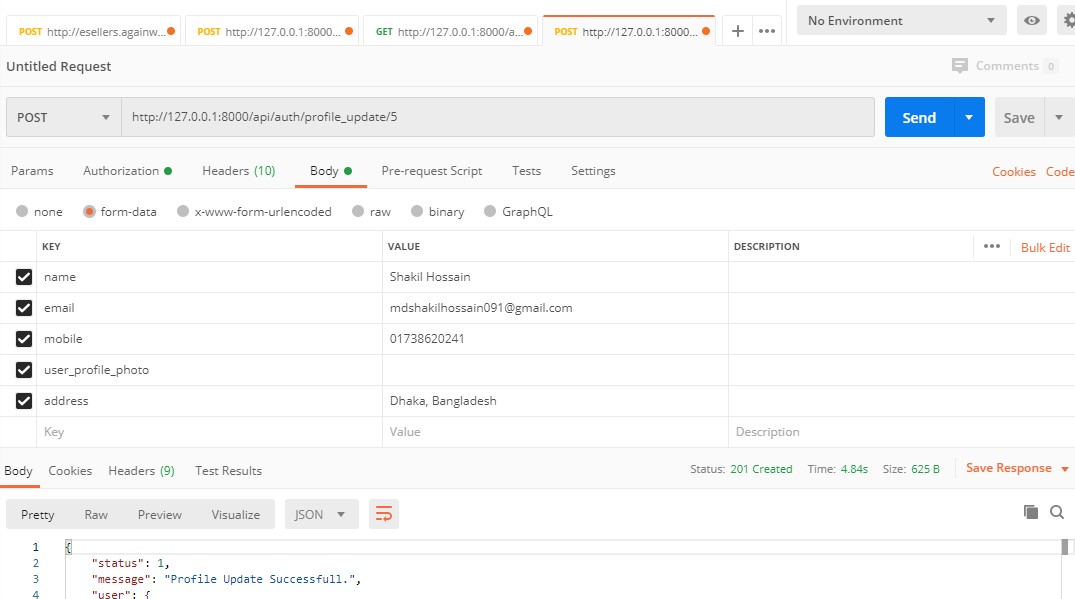 POST http://esellers.againw...
POST http://127.0.0.1:8000...
GET http://127.0.0.1:8000/a...
POST http://127.0.0.1:8000...
+ •••
No Environment
Untitled Request
Comments 0
POST http://127.0.0.1:8000/api/auth/profile_update/5 Send Save
Params Authorization Headers (10) Body Pre-request Script Tests Settings Cookies Code
none form-data x-www-form-urlencoded raw binary GraphQL
KEY VALUE DESCRIPTION ••• Bulk Edit
name Shakil Hossain
email mdshakilhossain091@gmail.com
mobile 01738620241
user_profile_photo
address Dhaka, Bangladesh
Key Value Description
Body Cookies Headers (9) Test Results Status: 201 Created Time: 4.84s Size: 625 B Save Response
Pretty Raw Preview Visualize JSON
1 {
2 "status": 1,
3 "message": "Profile Update Successfull.",
4 "user": {